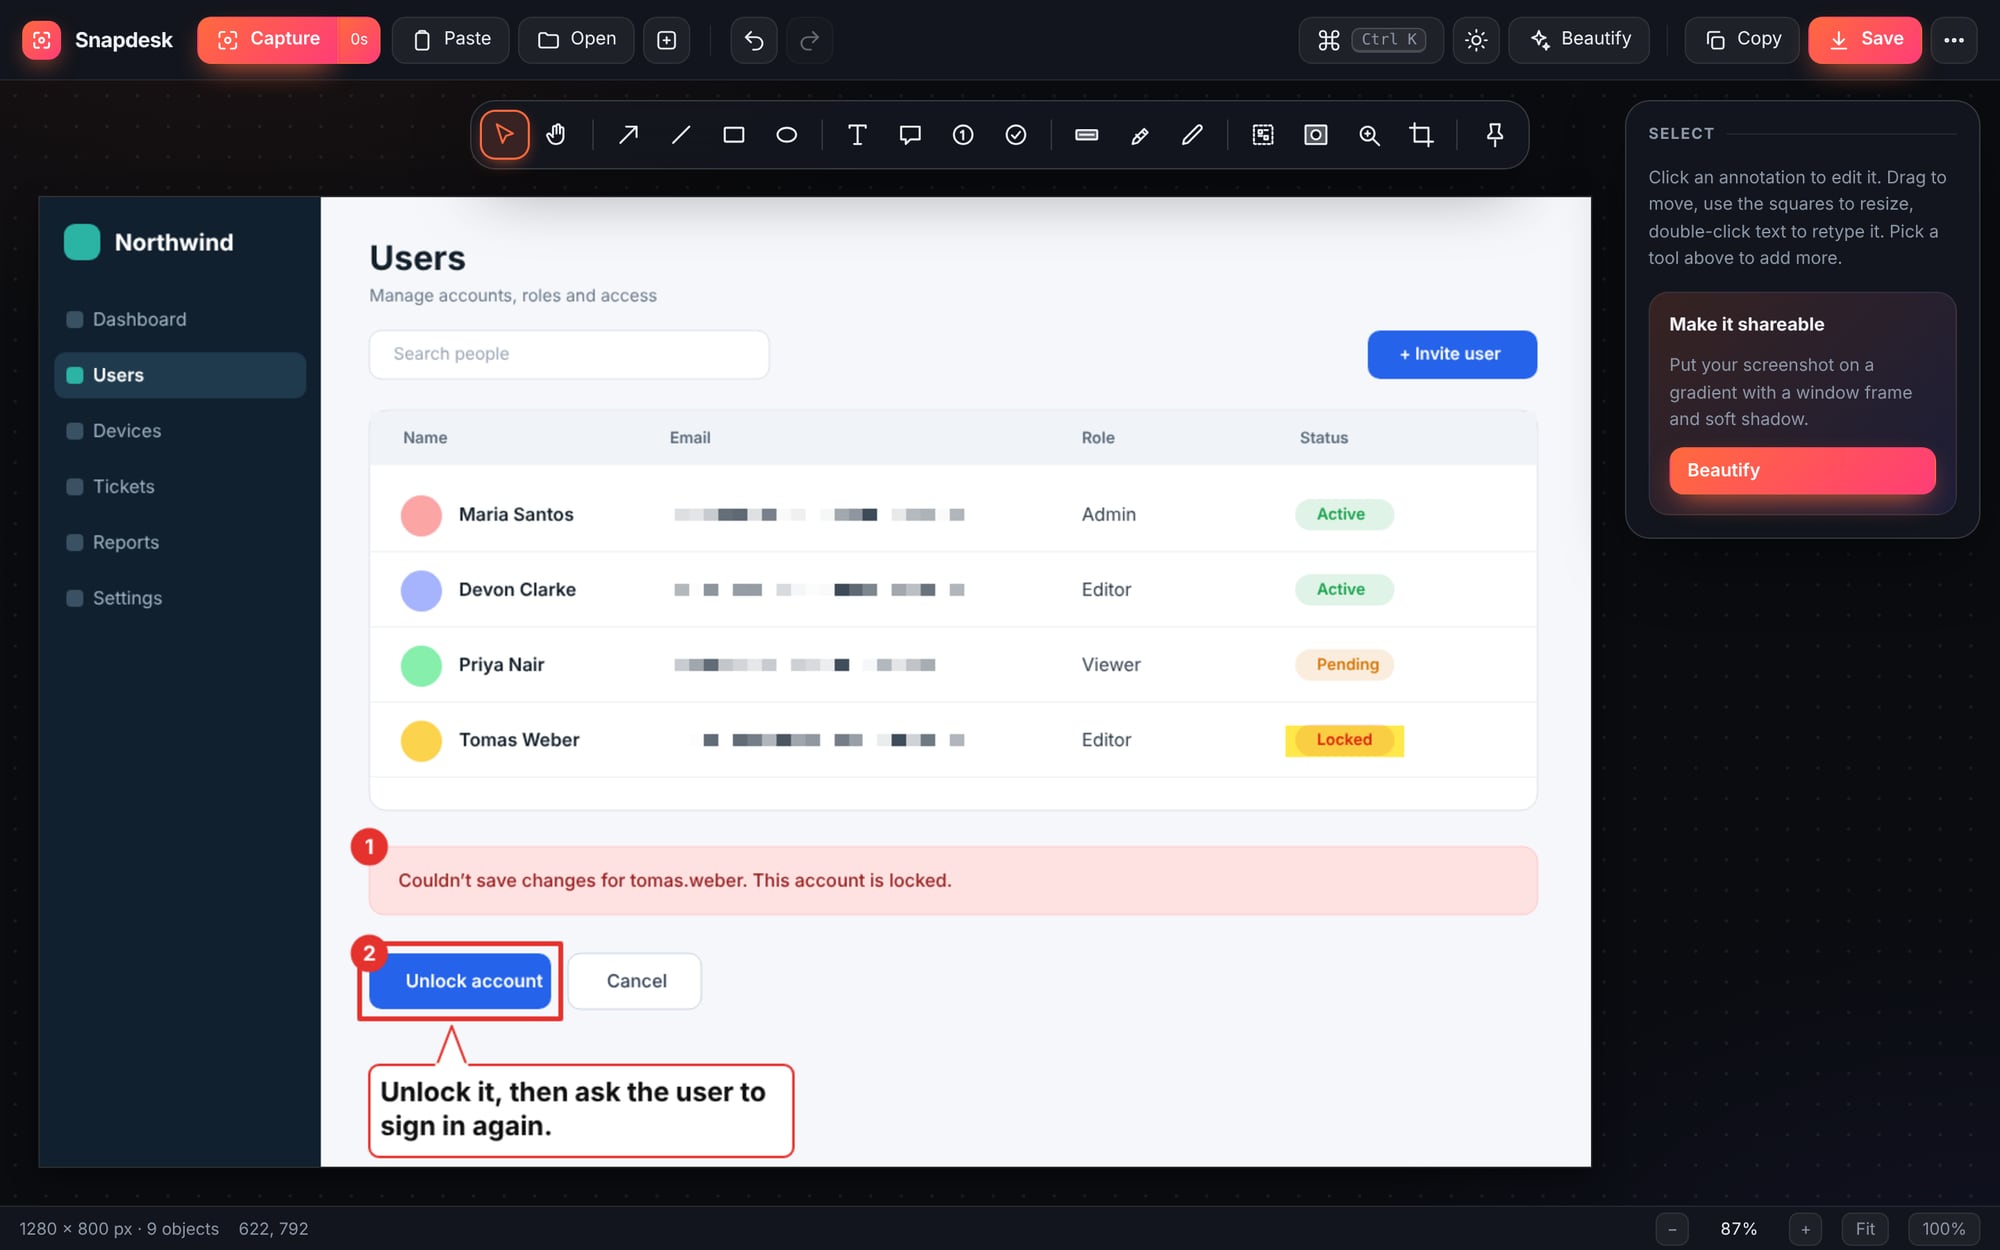 Snapdesk
Capture 0s
Paste
Open
Ctrl K
Beautify
Copy
Save
SELECT
Click an annotation to edit it. Drag to
move, use the squares to resize,
double-click text to retype it. Pick a
tool above to add more.
Make it shareable
Put your screenshot on a
gradient with a window frame
and soft shadow.
Beautify
Northwind
Dashboard
Users
Devices
Tickets
Reports
Settings
Users
Manage accounts, roles and access
Search people
+ Invite user
Name Email Role Status
Maria Santos Admin Active
Devon Clarke Editor Active
Priya Nair Viewer Pending
Tomas Weber Editor Locked
1
Couldn’t save changes for tomas.weber. This account is locked.
2
Unlock account
Cancel
Unlock it, then ask the user to
sign in again.
1280 × 800 px · 9 objects 622, 792
− 87% + Fit 100%